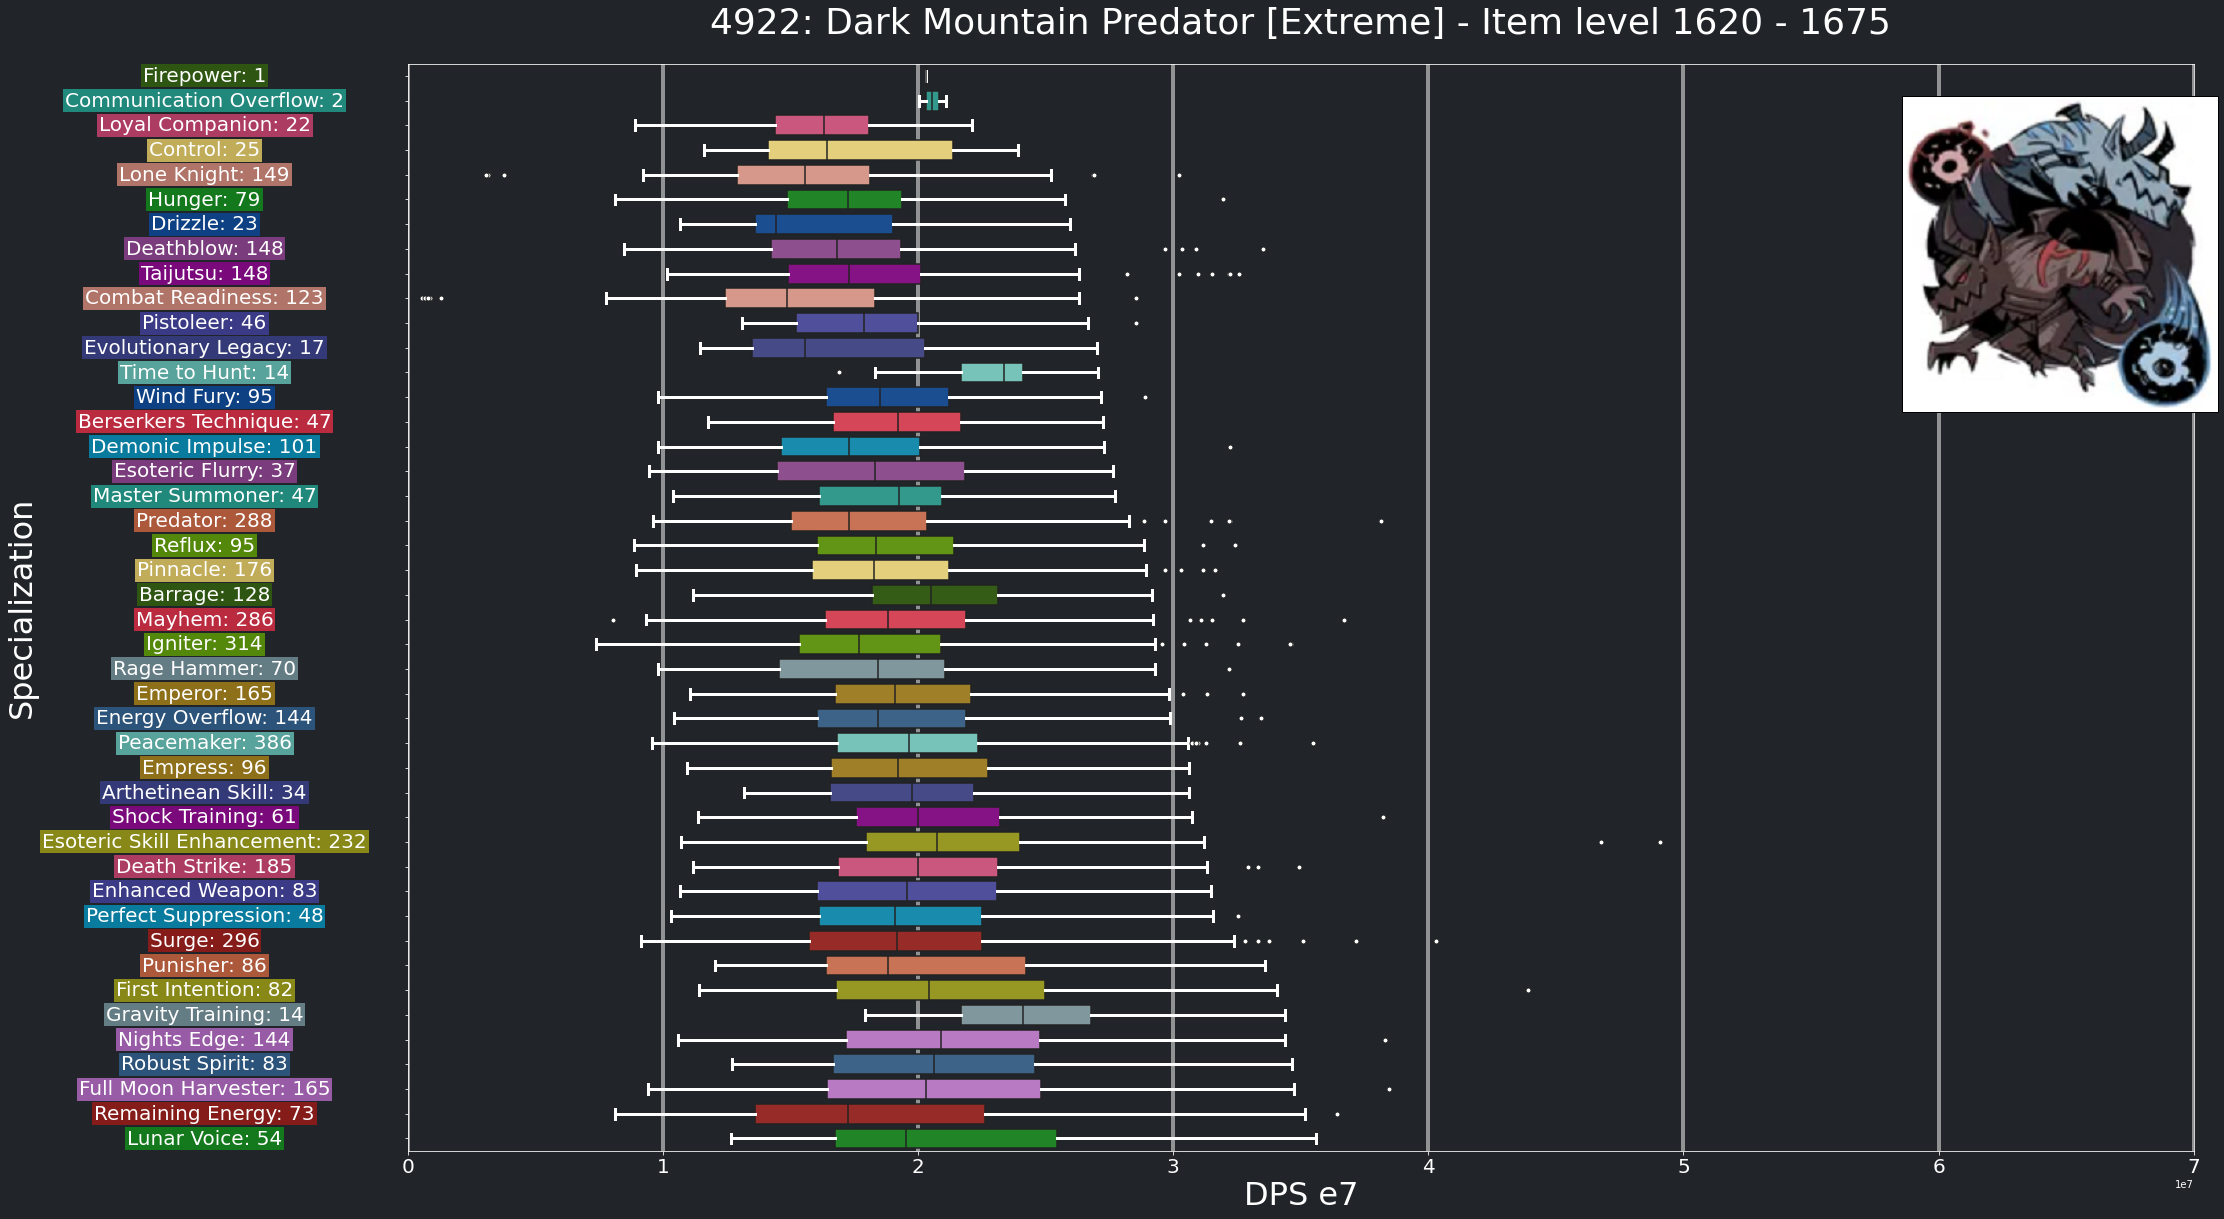 4922: Dark Mountain Predator [Extreme] - Item level 1620 - 1675
Specialization
Firepower: 1
Communication Overflow: 2
Loyal Companion: 22
Control: 25
Lone Knight: 149
Hunger: 79
Drizzle: 23
Deathblow: 148
Taijutsu: 148
Combat Readiness: 123
Pistoleer: 46
Evolutionary Legacy: 17
Time to Hunt: 14
Wind Fury: 95
Berserkers Technique: 47
Demonic Impulse: 101
Esoteric Flurry: 37
Master Summoner: 47
Predator: 288
Reflux: 95
Pinnacle: 176
Barrage: 128
Mayhem: 286
Igniter: 314
Rage Hammer: 70
Emperor: 165
Energy Overflow: 144
Peacemaker: 386
Empress: 96
Arthetinean Skill: 34
Shock Training: 61
Esoteric Skill Enhancement: 232
Death Strike: 185
Enhanced Weapon: 83
Perfect Suppression: 48
Surge: 296
Punisher: 86
First Intention: 82
Gravity Training: 14
Nights Edge: 144
Robust Spirit: 83
Full Moon Harvester: 165
Remaining Energy: 73
Lunar Voice: 54
0 1 2 3 4 5 6 7
1e7
DPS e7